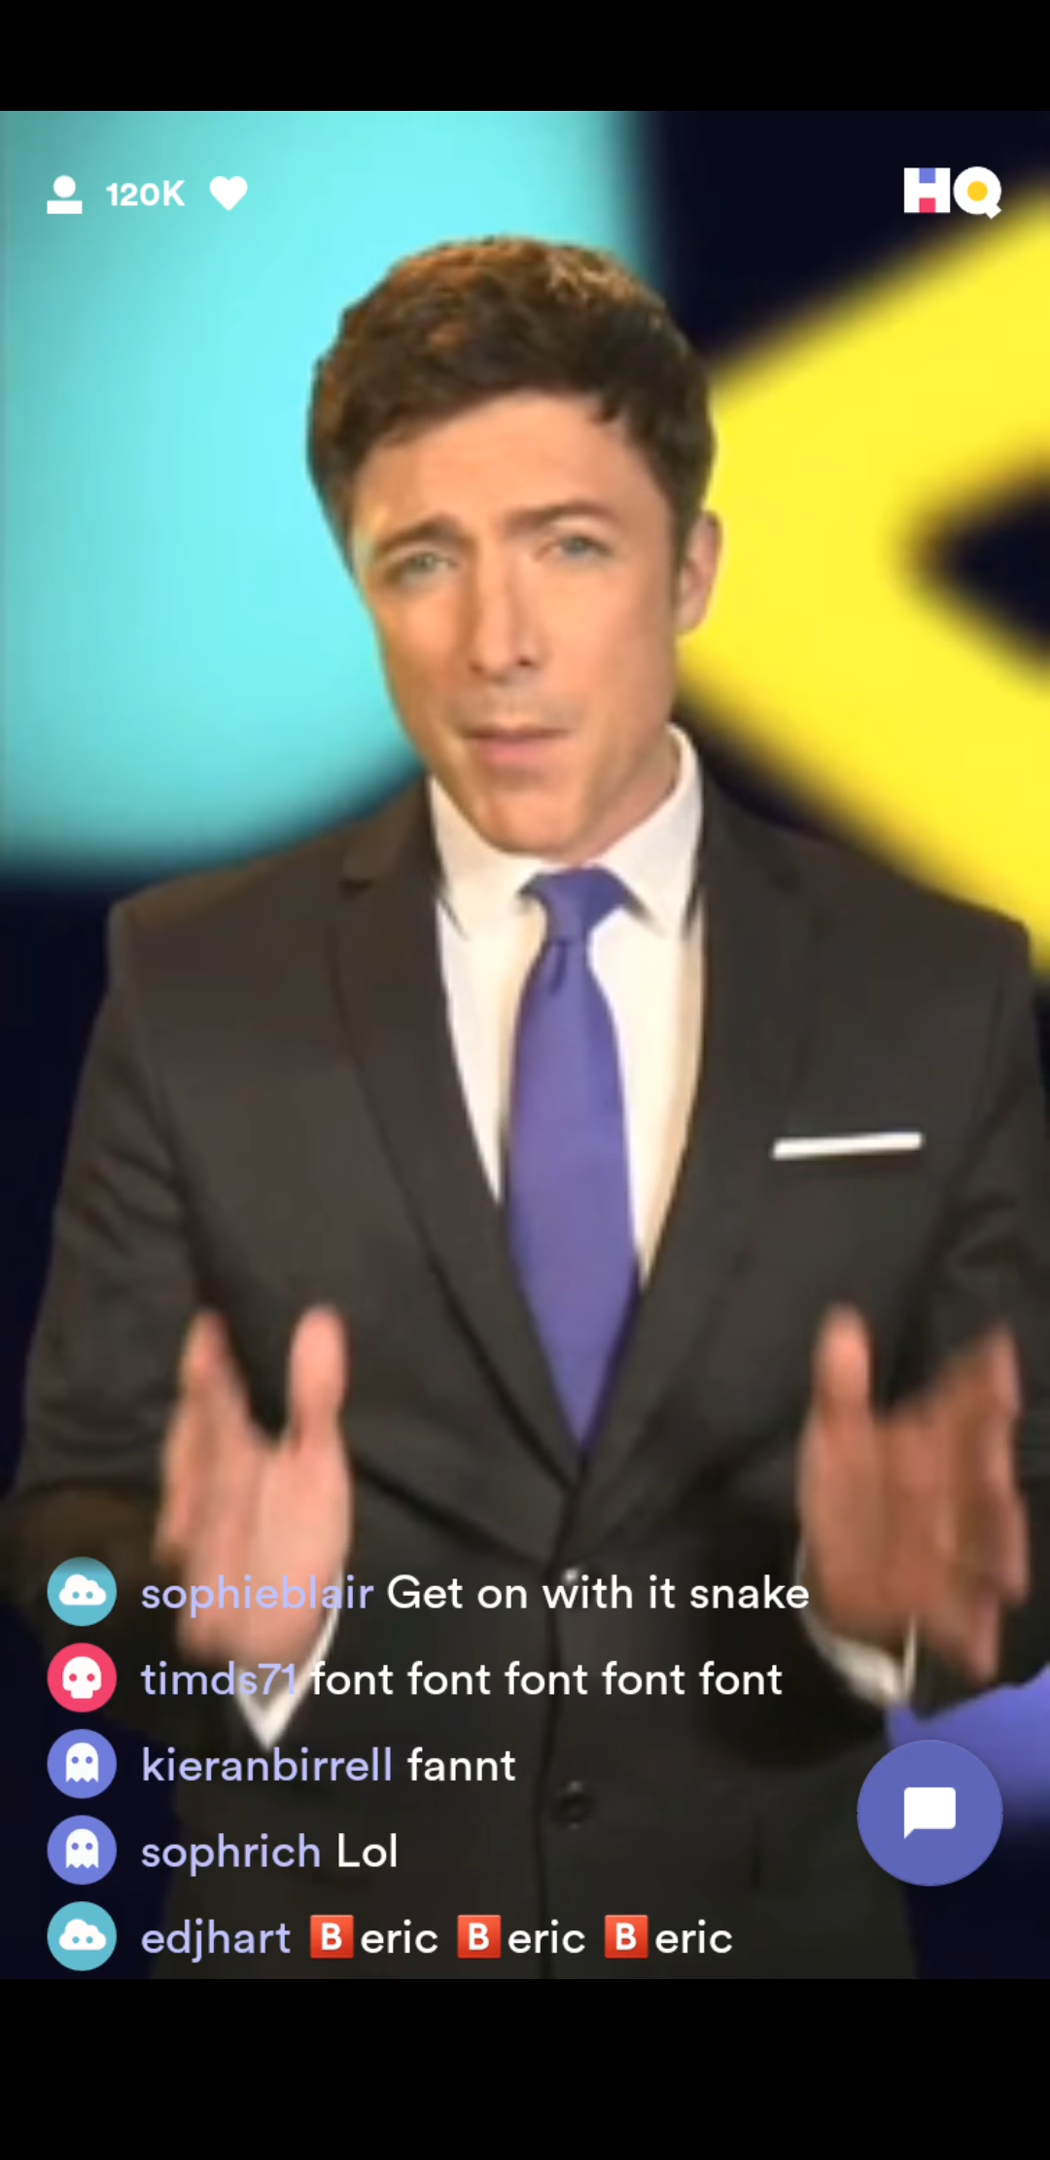 120K
HQ
sophieblair Get on with it snake
timds71 font font font font font
kieranbirrell fannt
sophrich Lol
edjhart 🅱eric 🅱eric 🅱eric